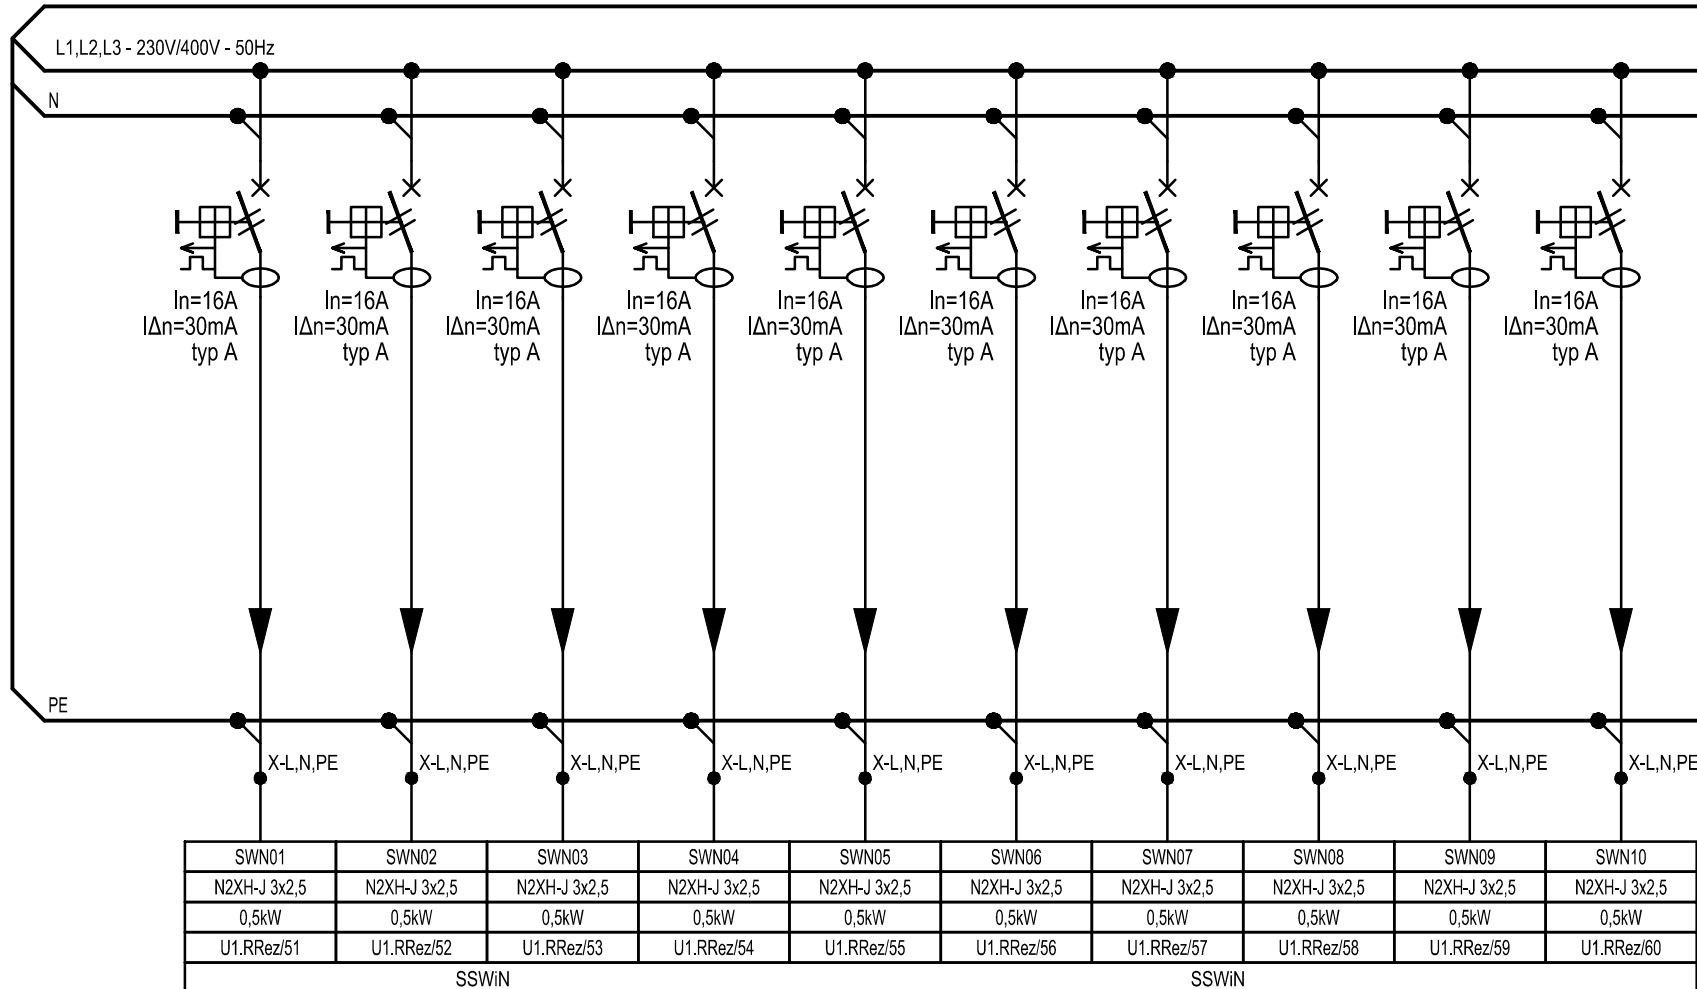 L1,L2,L3 - 230V/400V - 50Hz
N
In=16A In=16A In=16A In=16A In=16A In=16A In=16A In=16A In=16A In=16A
IΔn=30mA IΔn=30mA IΔn=30mA IΔn=30mA IΔn=30mA IΔn=30mA IΔn=30mA IΔn=30mA IΔn=30mA IΔn=30mA
typ A typ A typ A typ A typ A typ A typ A typ A typ A typ A
PE
X-L,N,PE X-L,N,PE X-L,N,PE X-L,N,PE X-L,N,PE X-L,N,PE X-L,N,PE X-L,N,PE X-L,N,PE X-L,N,PE
SWN01 SWN02 SWN03 SWN04 SWN05 SWN06 SWN07 SWN08 SWN09 SWN10
N2XH-J 3x2,5 N2XH-J 3x2,5 N2XH-J 3x2,5 N2XH-J 3x2,5 N2XH-J 3x2,5 N2XH-J 3x2,5 N2XH-J 3x2,5 N2XH-J 3x2,5 N2XH-J 3x2,5 N2XH-J 3x2,5
0,5kW 0,5kW 0,5kW 0,5kW 0,5kW 0,5kW 0,5kW 0,5kW 0,5kW 0,5kW
U1.RRez/51 U1.RRez/52 U1.RRez/53 U1.RRez/54 U1.RRez/55 U1.RRez/56 U1.RRez/57 U1.RRez/58 U1.RRez/59 U1.RRez/60
SSWiN SSWiN